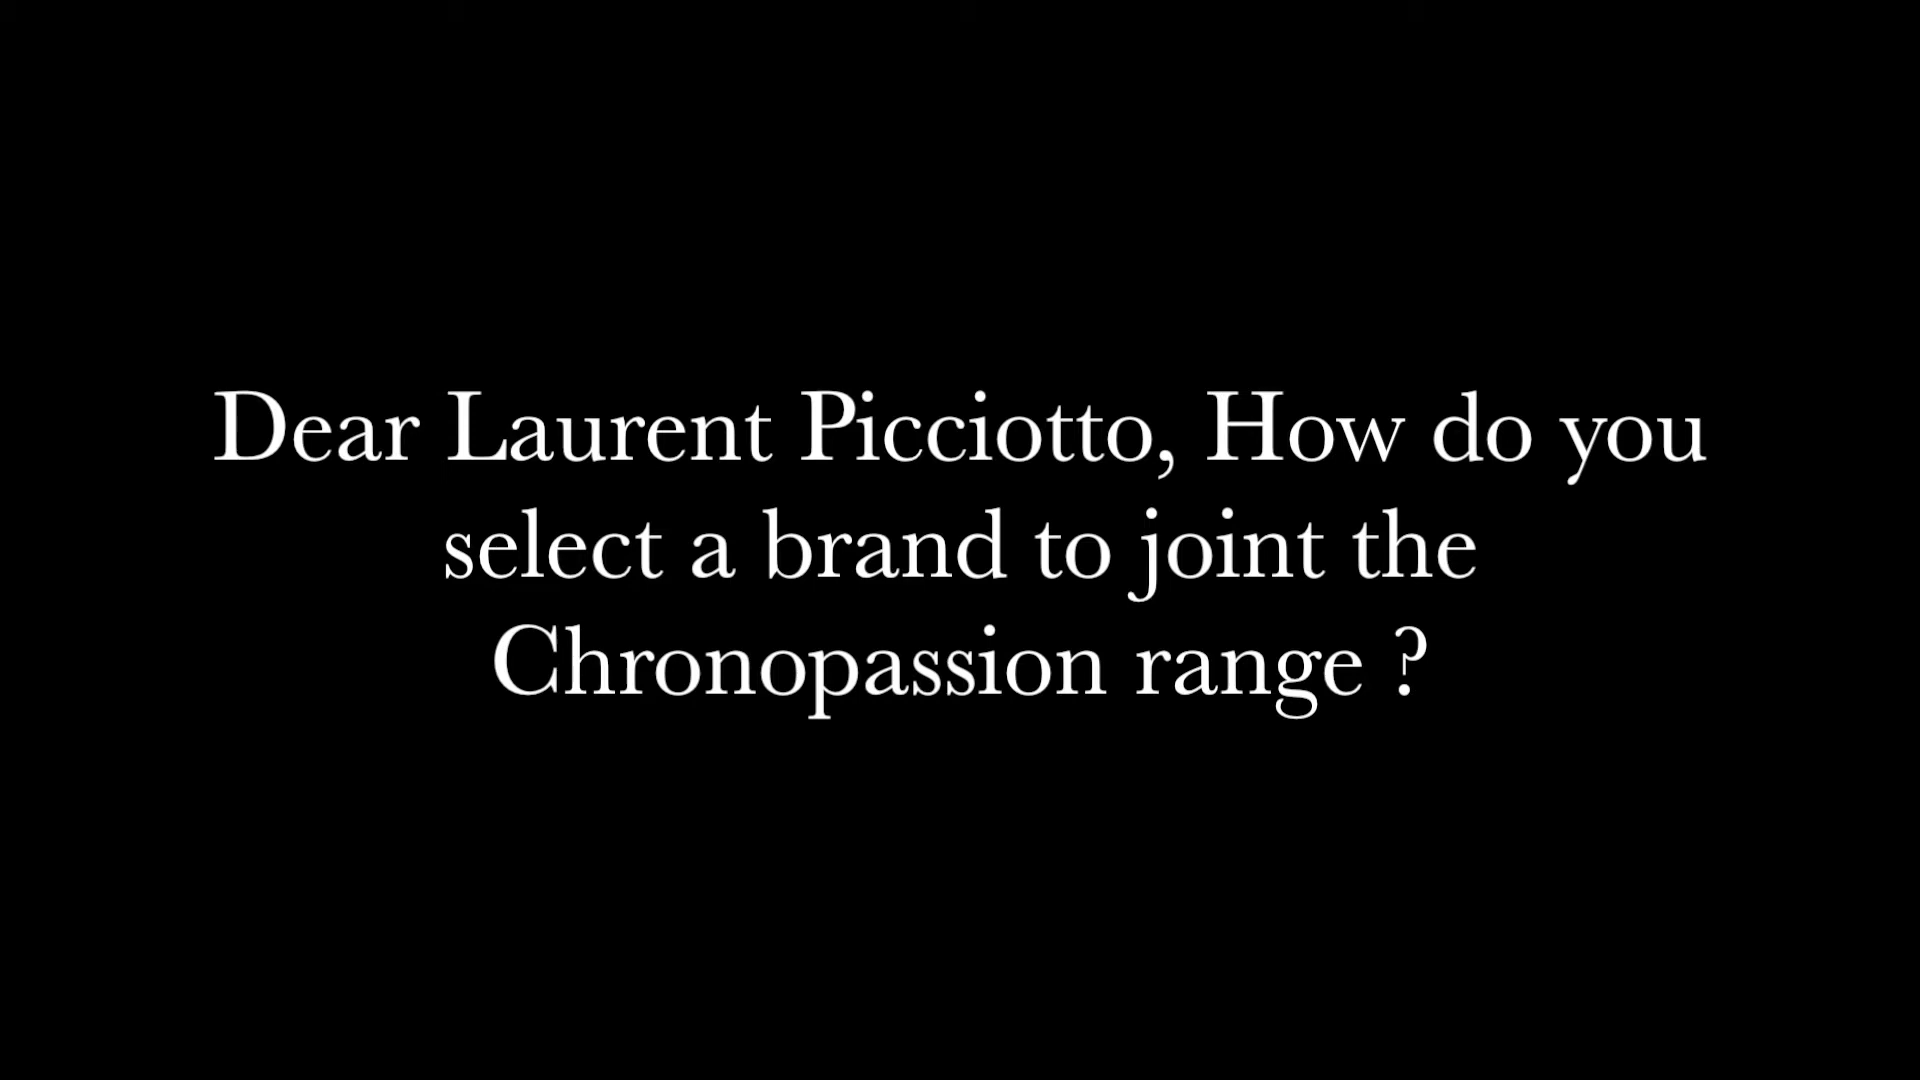 Dear Laurent Picciotto, How do you
select a brand to joint the
Chronopassion range ?